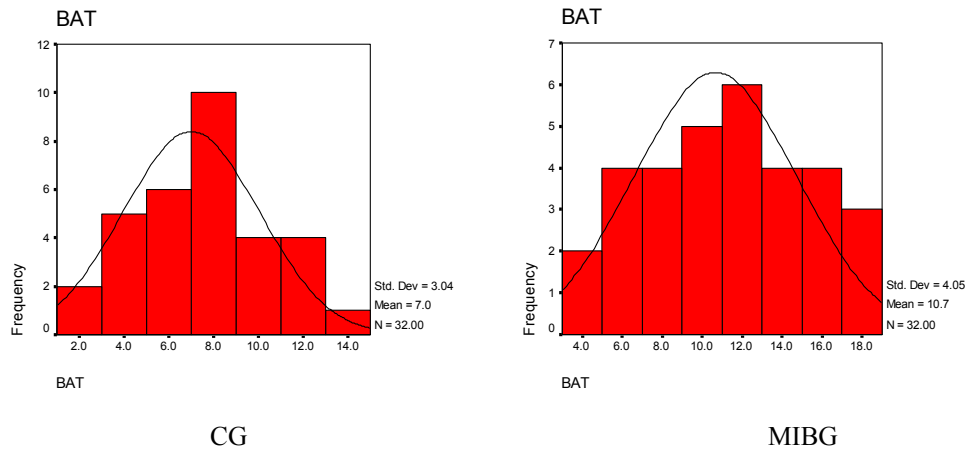 BAT
12
10
8
6
4
2
0
Frequency
2.0 4.0 6.0 8.0 10.0 12.0 14.0
BAT
Std. Dev = 3.04
Mean = 7.0
N = 32.00
CG
BAT
7
6
5
4
3
2
1
0
Frequency
4.0 6.0 8.0 10.0 12.0 14.0 16.0 18.0
BAT
Std. Dev = 4.05
Mean = 10.7
N = 32.00
MIBG